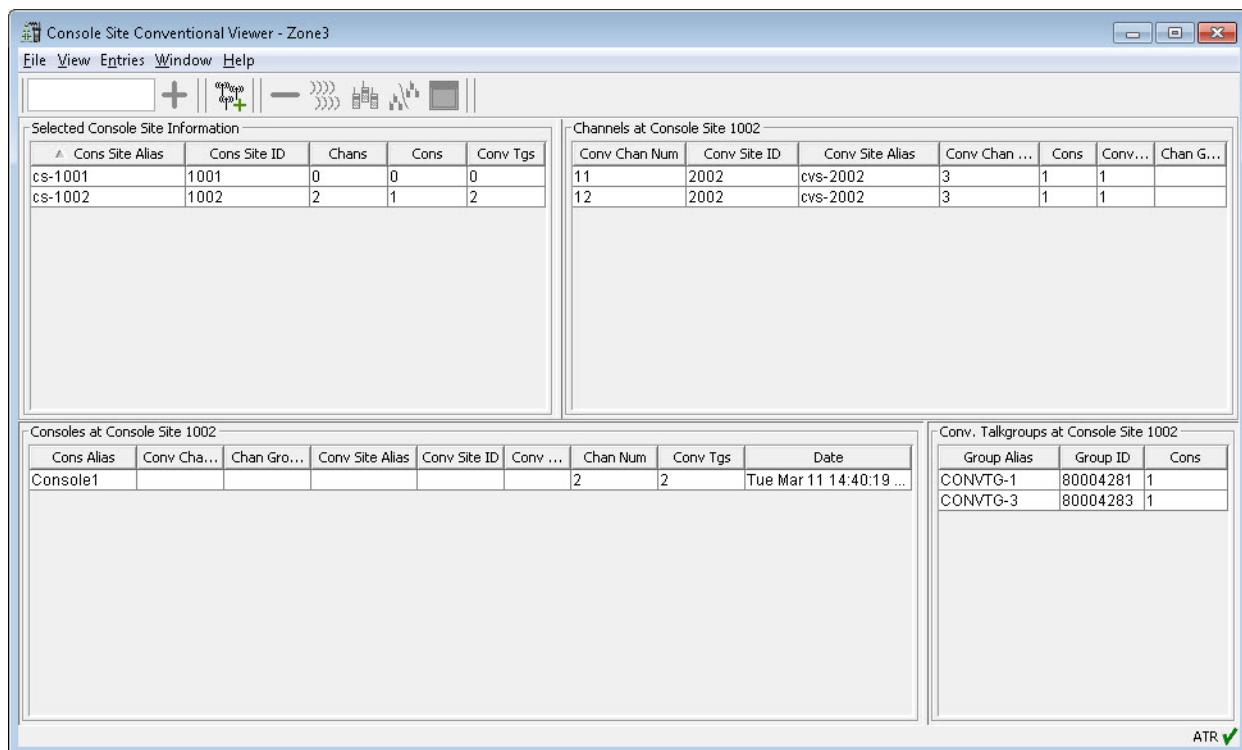 Console Site Conventional Viewer - Zone3
File View Entries Window Help
Selected Console Site Information
Cons Site Alias Cons Site ID Chans Cons Conv Tgs
cs-1001 1001 0 0 0
cs-1002 1002 2 1 2
Channels at Console Site 1002
Conv Chan Num Conv Site ID Conv Site Alias Conv Chan ... Cons Conv... Chan G...
11 2002 cvs-2002 3 1 1
12 2002 cvs-2002 3 1 1
Consoles at Console Site 1002
Cons Alias Conv Cha... Chan Gro... Conv Site Alias Conv Site ID Conv ... Chan Num Conv Tgs Date
Console1 2 2 Tue Mar 11 14:40:19 ...
Conv. Talkgroups at Console Site 1002
Group Alias Group ID Cons
CONVTG-1 80004281 1
CONVTG-3 80004283 1
ATR